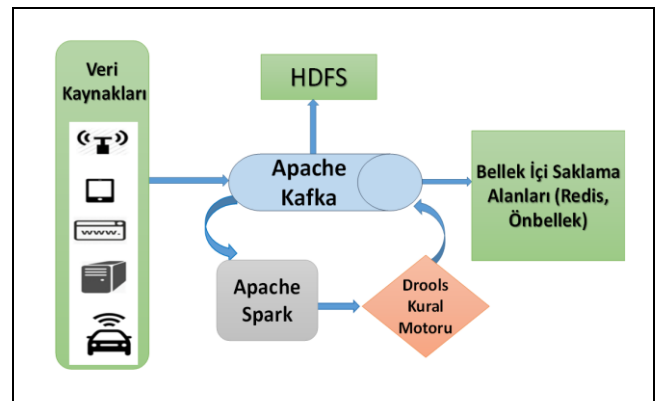 Veri
Kaynakları
www.
HDFS
Apache
Kafka
Bellek İçi Saklama
Alanları (Redis,
Önbellek)
Apache
Spark
Drools
Kural
Motoru